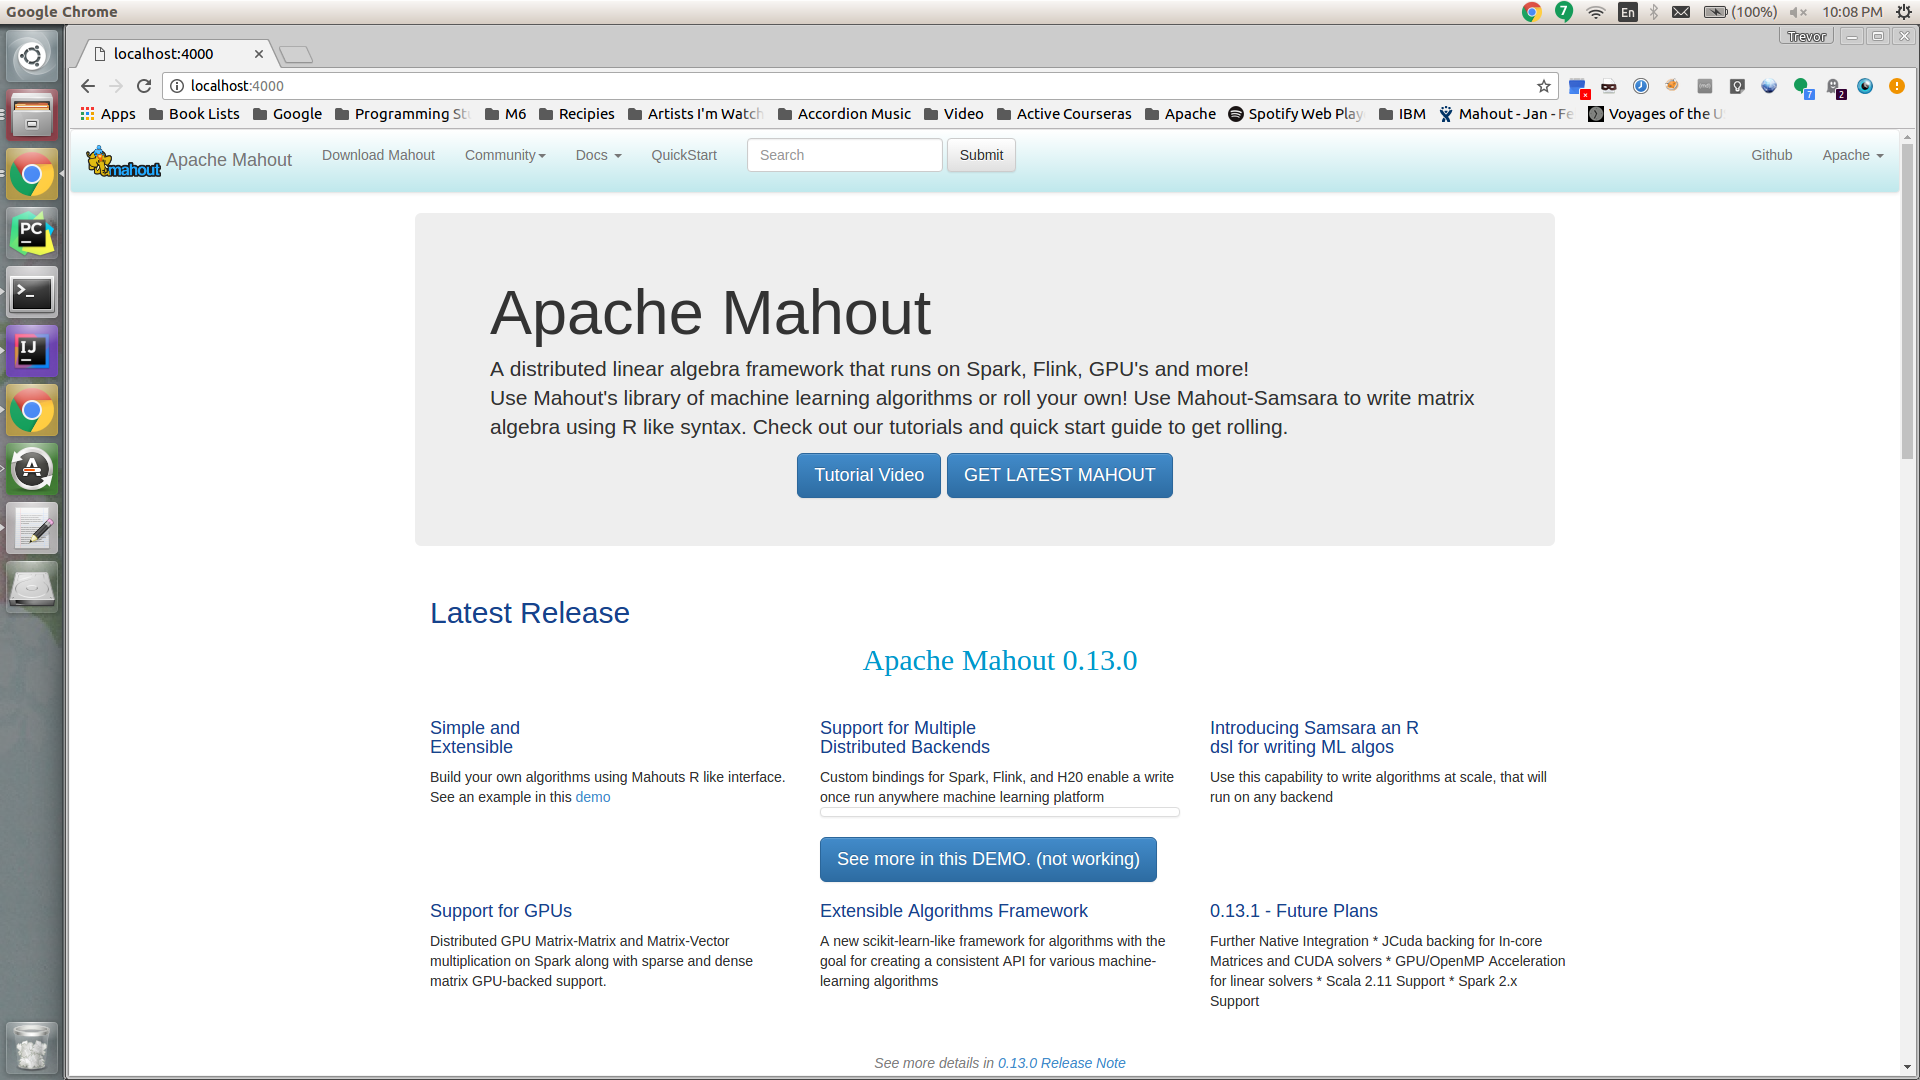 Google Chrome
7
En
(100%)
10:08 PM
localhost:4000
Trevor
localhost:4000
7
2
Apps
Book Lists
Google
Programming
M6
Recipies
Artists I'm Watch
Accordion Music
Video
Active Courseras
Apache
Spotify Web Play
IBM
Mahout - Jan - Fe
Voyages of the U
mahout
Apache Mahout
Download Mahout
Community
Docs
QuickStart
Search
Submit
Github
Apache
PC
IJ
Apache Mahout
A distributed linear algebra framework that runs on Spark, Flink, GPU's and more!
Use Mahout's library of machine learning algorithms or roll your own! Use Mahout-Samsara to write matrix
algebra using R like syntax. Check out our tutorials and quick start guide to get rolling.
Tutorial Video
GET LATEST MAHOUT
Latest Release
Apache Mahout 0.13.0
Simple and
Extensible
Build your own algorithms using Mahouts R like interface.
See an example in this demo
Support for Multiple
Distributed Backends
Custom bindings for Spark, Flink, and H20 enable a write
once run anywhere machine learning platform
See more in this DEMO. (not working)
Introducing Samsara an R
dsl for writing ML algos
Use this capability to write algorithms at scale, that will
run on any backend
Support for GPUs
Distributed GPU Matrix-Matrix and Matrix-Vector
multiplication on Spark along with sparse and dense
matrix GPU-backed support.
Extensible Algorithms Framework
A new scikit-learn-like framework for algorithms with the
goal for creating a consistent API for various machine-
learning algorithms
0.13.1 - Future Plans
Further Native Integration * JCuda backing for In-core
Matrices and CUDA solvers * GPU/OpenMP Acceleration
for linear solvers * Scala 2.11 Support * Spark 2.x
Support
See more details in 0.13.0 Release Note